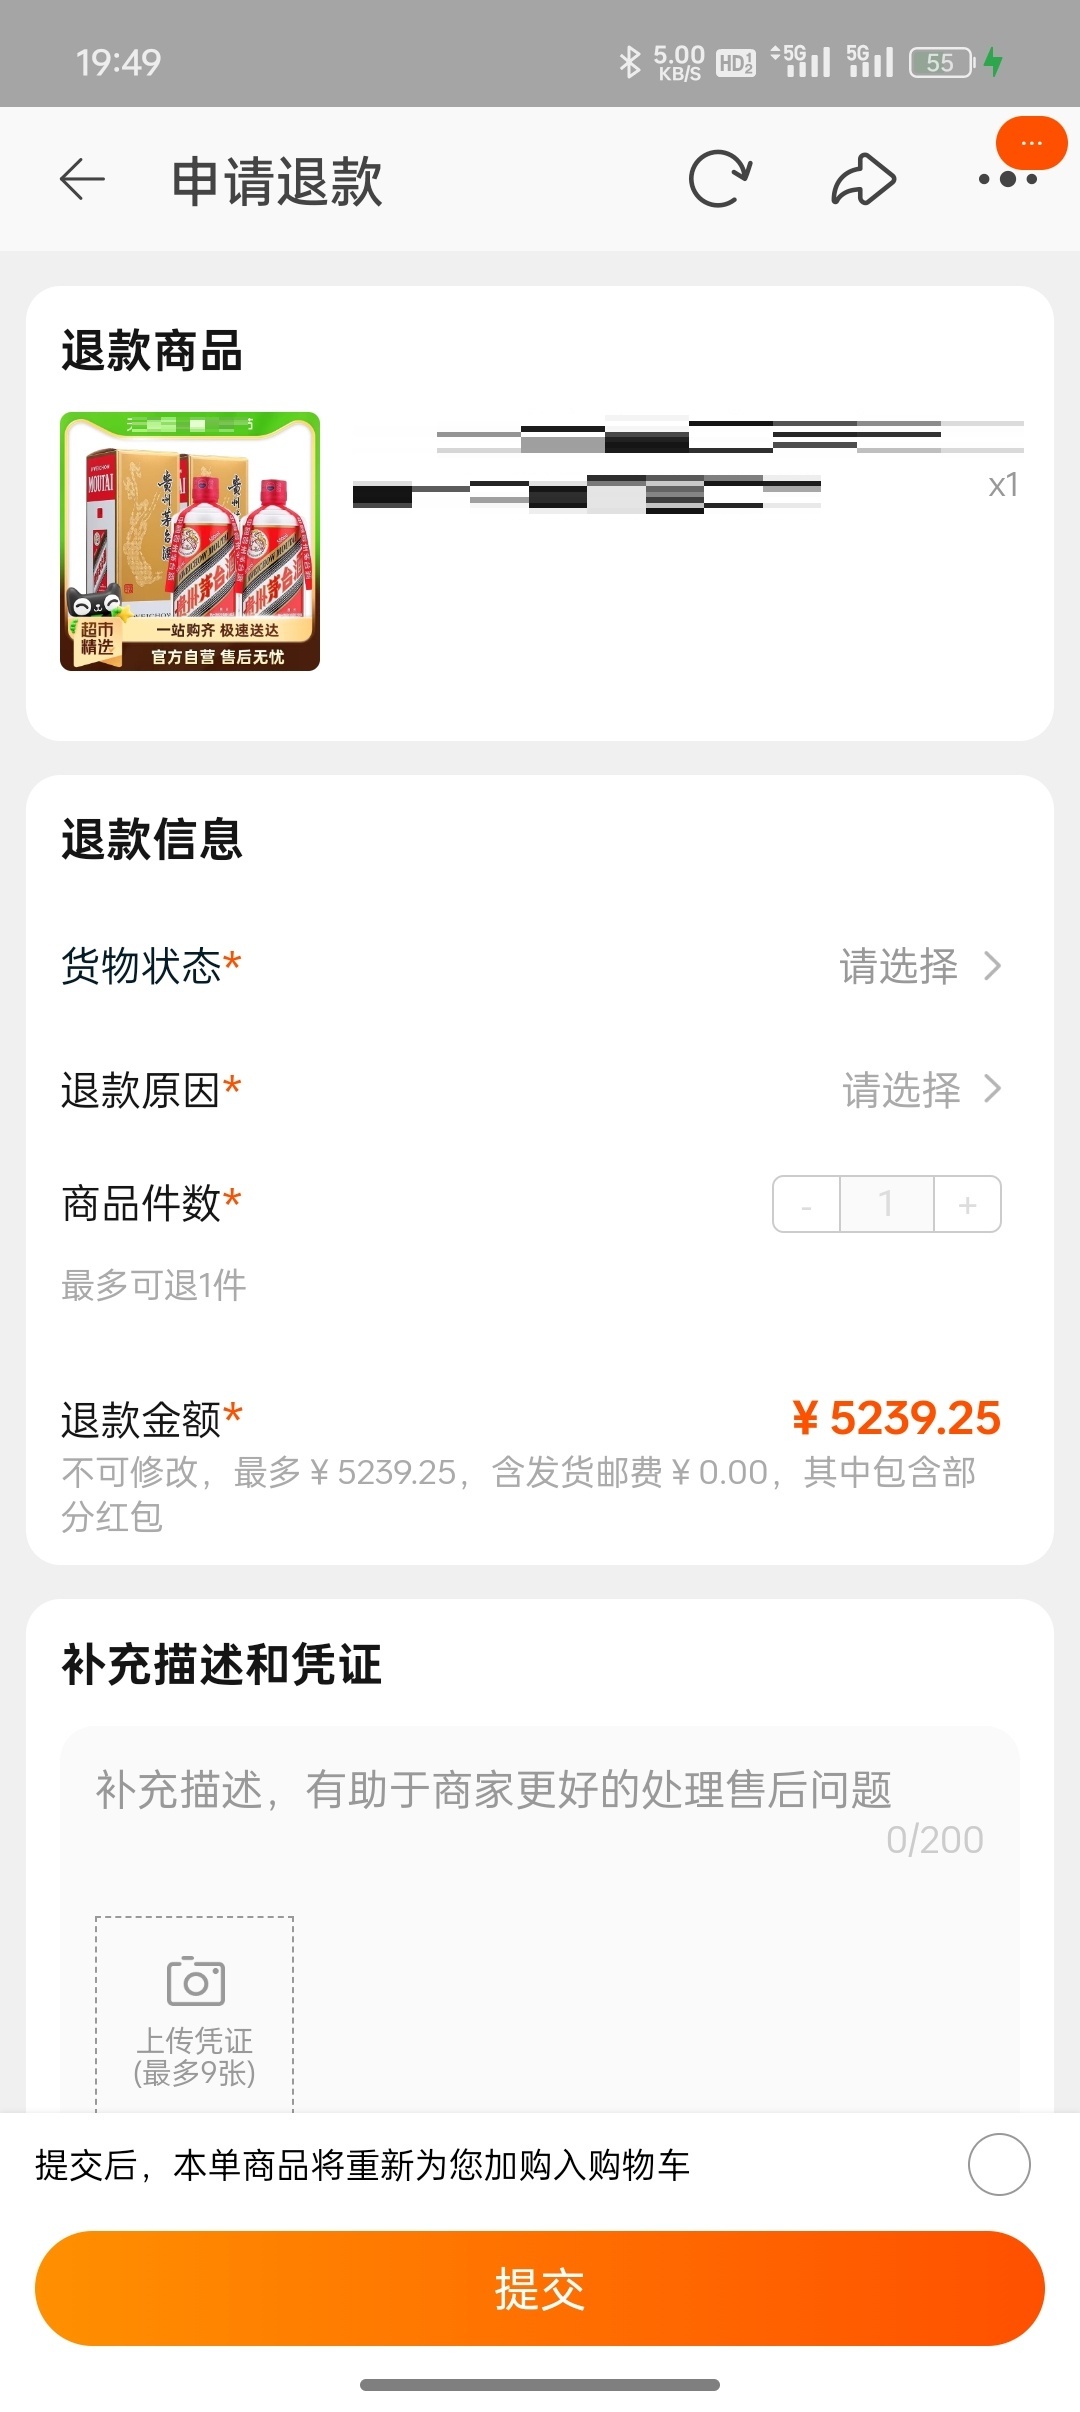 19:49
5.00
KB/S
HD 1 2
5G
5G
55
申请退款
退款商品
MOUTAI
贵州茅台酒
贵州茅台酒
超市
精选
一站购齐 极速送达
官方自营 售后无忧
x1
退款信息
货物状态*
请选择
退款原因*
请选择
商品件数*
- 1 +
最多可退1件
退款金额*
¥ 5239.25
不可修改，最多 ¥ 5239.25，含发货邮费 ¥ 0.00，其中包含部
分红包
补充描述和凭证
补充描述，有助于商家更好的处理售后问题
0/200
上传凭证
(最多9张)
提交后，本单商品将重新为您加购入购物车
提交